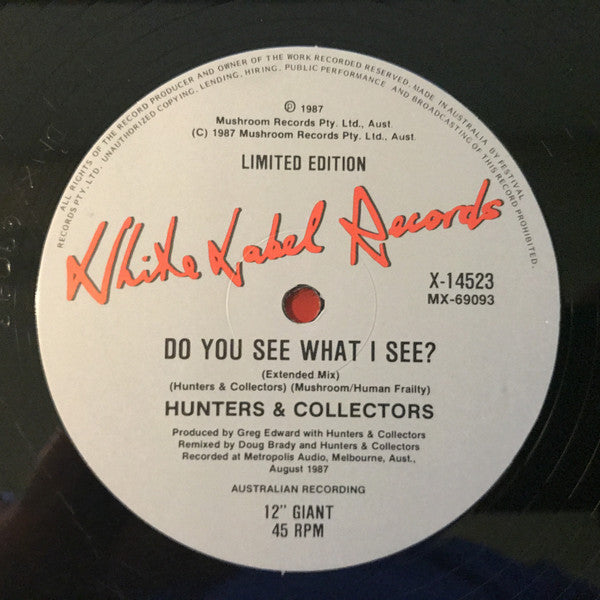 ALL RIGHTS OF THE RECORD PRODUCER AND OWNER OF THE WORK RECORDED RESERVED. MADE IN AUSTRALIA BY FESTIVAL
RECORDS PTY. LTD. UNAUTHORIZED COPYING, LENDING, HIRING, PUBLIC PERFORMANCE AND BROADCASTING OF THIS RECORD PROHIBITED.
℗ 1987
Mushroom Records Pty. Ltd., Aust.
(C) 1987 Mushroom Records Pty. Ltd., Aust.
LIMITED EDITION
White Label Records
X-14523
MX-69093
DO YOU SEE WHAT I SEE?
(Extended Mix)
(Hunters & Collectors) (Mushroom/Human Frailty)
HUNTERS & COLLECTORS
Produced by Greg Edward with Hunters & Collectors
Remixed by Doug Brady and Hunters & Collectors
Recorded at Metropolis Audio, Melbourne, Aust.,
August 1987
AUSTRALIAN RECORDING
12" GIANT
45 RPM